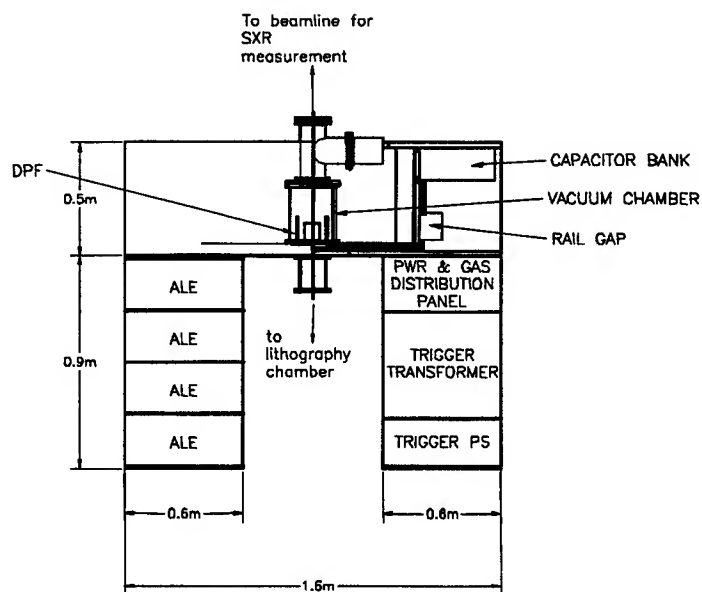 To beamline for
SXR
measurement
DPF
0.5m
CAPACITOR BANK
VACUUM CHAMBER
RAIL GAP
0.9m
ALE
ALE
ALE
ALE
to
lithography
chamber
PWR & GAS
DISTRIBUTION
PANEL
TRIGGER
TRANSFORMER
TRIGGER PS
0.6m
0.6m
1.6m